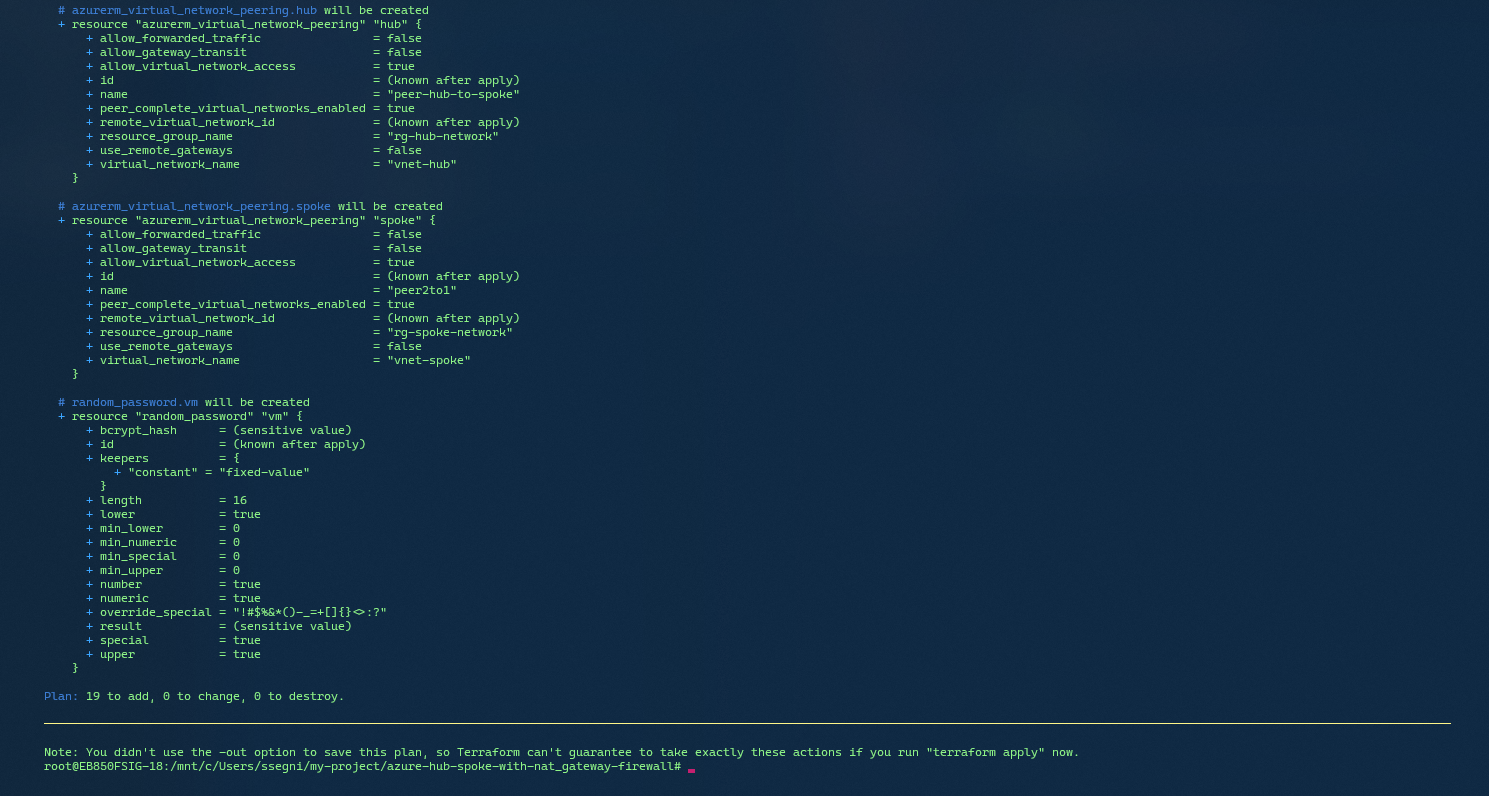 # azurerm_virtual_network_peering.hub will be created
+ resource "azurerm_virtual_network_peering" "hub" {
+ allow_forwarded_traffic = false
+ allow_gateway_transit = false
+ allow_virtual_network_access = true
+ id = (known after apply)
+ name = "peer-hub-to-spoke"
+ peer_complete_virtual_networks_enabled = true
+ remote_virtual_network_id = (known after apply)
+ resource_group_name = "rg-hub-network"
+ use_remote_gateways = false
+ virtual_network_name = "vnet-hub"
}
# azurerm_virtual_network_peering.spoke will be created
+ resource "azurerm_virtual_network_peering" "spoke" {
+ allow_forwarded_traffic = false
+ allow_gateway_transit = false
+ allow_virtual_network_access = true
+ id = (known after apply)
+ name = "peer2to1"
+ peer_complete_virtual_networks_enabled = true
+ remote_virtual_network_id = (known after apply)
+ resource_group_name = "rg-spoke-network"
+ use_remote_gateways = false
+ virtual_network_name = "vnet-spoke"
}
# random_password.vm will be created
+ resource "random_password" "vm" {
+ bcrypt_hash = (sensitive value)
+ id = (known after apply)
+ keepers = {
+ "constant" = "fixed-value"
}
+ length = 16
+ lower = true
+ min_lower = 0
+ min_numeric = 0
+ min_special = 0
+ min_upper = 0
+ number = true
+ numeric = true
+ override_special = "!#$%&*()-_=+[]{}<>:?"
+ result = (sensitive value)
+ special = true
+ upper = true
}
Plan: 19 to add, 0 to change, 0 to destroy.
Note: You didn't use the -out option to save this plan, so Terraform can't guarantee to take exactly these actions if you run "terraform apply" now.
root@EB850FSIG-18:/mnt/c/Users/ssegni/my-project/azure-hub-spoke-with-nat_gateway-firewall#